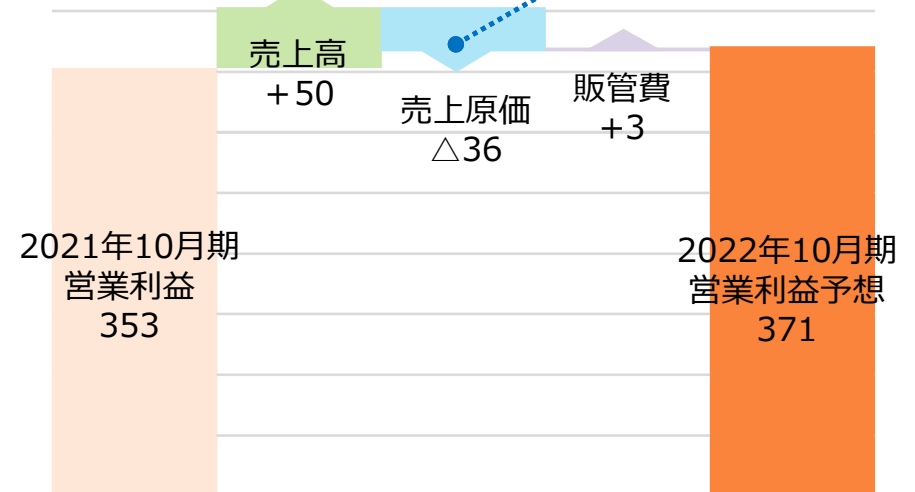 売上高
＋50
売上原価
△36
販管費
＋3
2021年10月期
営業利益
353
2022年10月期
営業利益予想
371